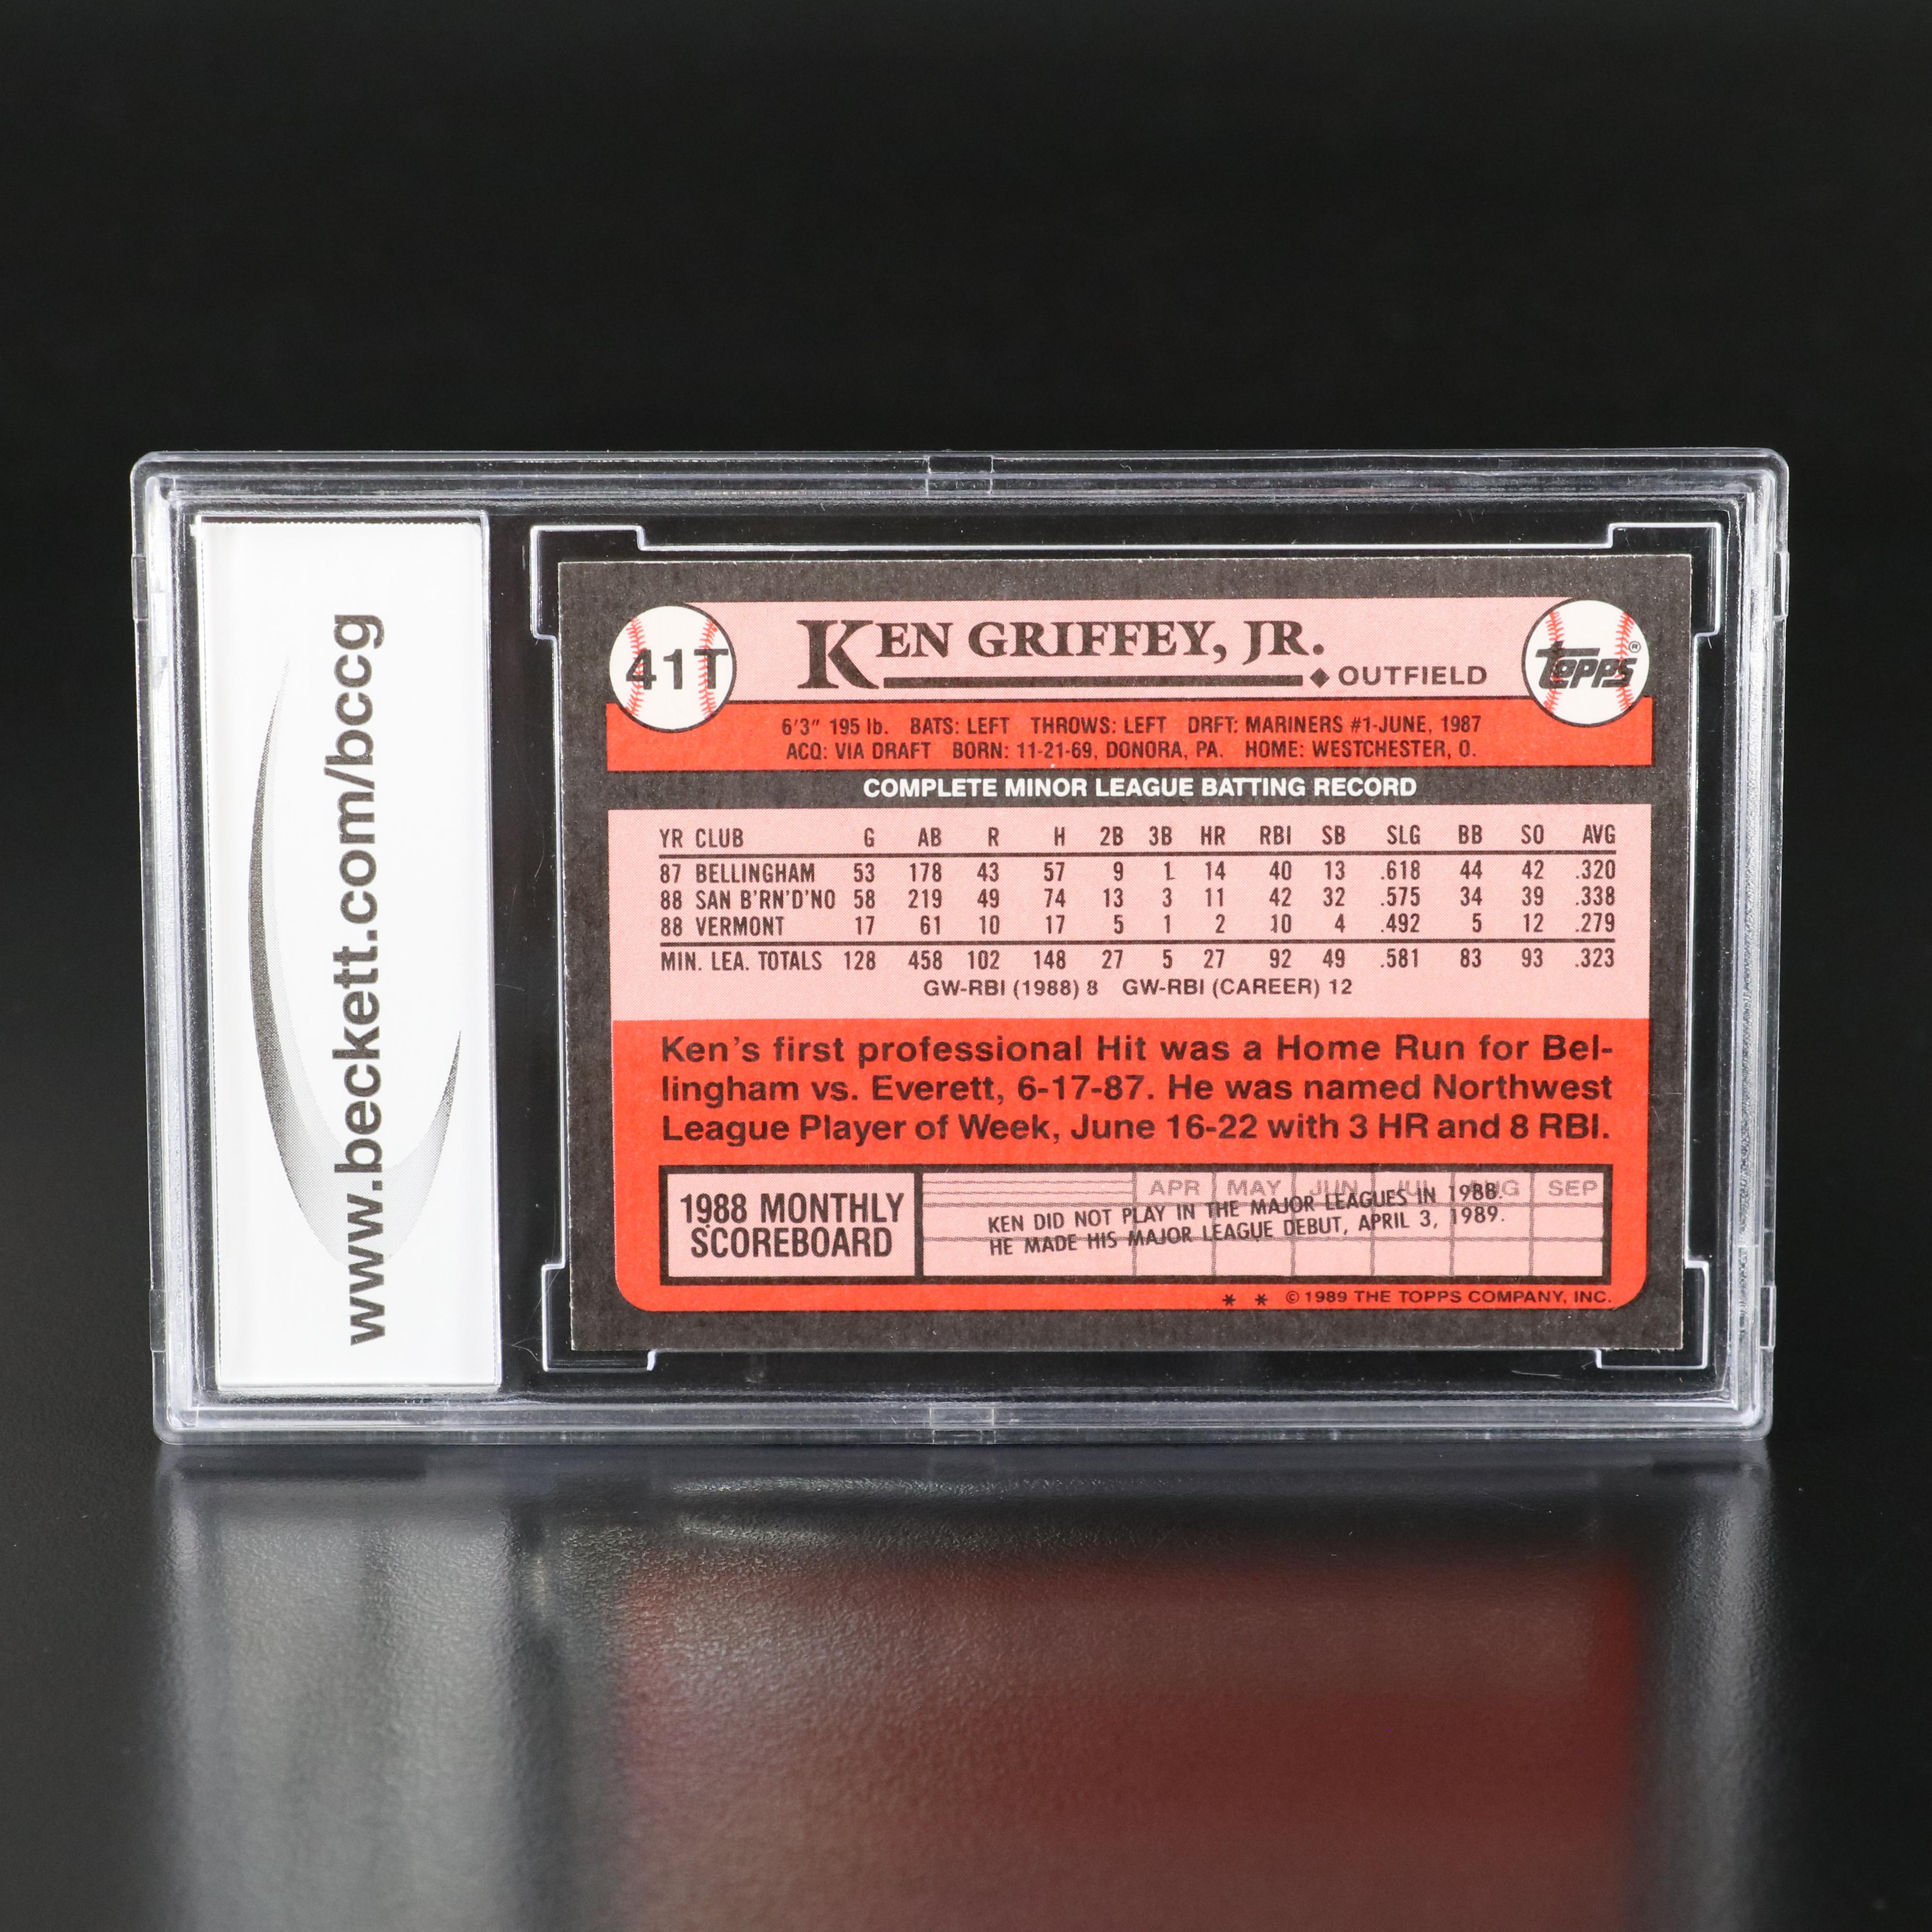 www.beckett.com/bccg
41T
KEN GRIFFEY, JR.
◆ OUTFIELD
TOPPS®
6'3" 195 lb. BATS: LEFT THROWS: LEFT DRFT: MARINERS #1-JUNE, 1987
ACQ: VIA DRAFT BORN: 11-21-69, DONORA, PA. HOME: WESTCHESTER, O.
COMPLETE MINOR LEAGUE BATTING RECORD
YR CLUB G AB R H 2B 3B HR RBI SB SLG BB SO AVG
87 BELLINGHAM 53 178 43 57 9 1 14 40 13 .618 44 42 .320
88 SAN B'RN'D'NO 58 219 49 74 13 3 11 42 32 .575 34 39 .338
88 VERMONT 17 61 10 17 5 1 2 10 4 .492 5 12 .279
MIN. LEA. TOTALS 128 458 102 148 27 5 27 92 49 .581 83 93 .323
GW-RBI (1988) 8 GW-RBI (CAREER) 12
Ken's first professional Hit was a Home Run for Bel-
lingham vs. Everett, 6-17-87. He was named Northwest
League Player of Week, June 16-22 with 3 HR and 8 RBI.
1988 MONTHLY
SCOREBOARD
APR MAY JUN JUL AUG SEP
KEN DID NOT PLAY IN THE MAJOR LEAGUES IN 1988.
HE MADE HIS MAJOR LEAGUE DEBUT, APRIL 3, 1989.
* * © 1989 THE TOPPS COMPANY, INC.